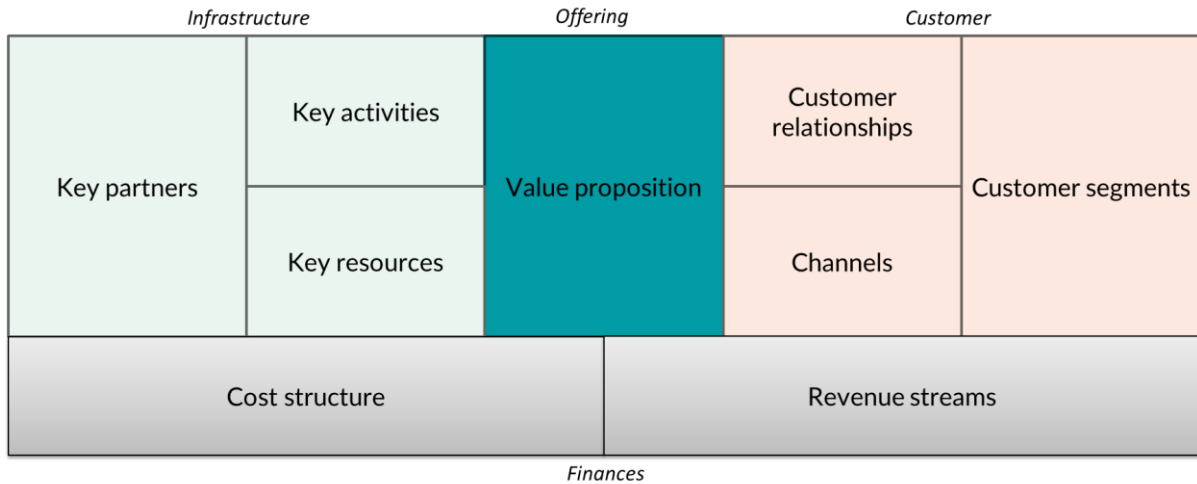 Infrastructure
Offering
Customer
Key partners
Key activities
Key resources
Value proposition
Customer
relationships
Channels
Customer segments
Cost structure
Revenue streams
Finances